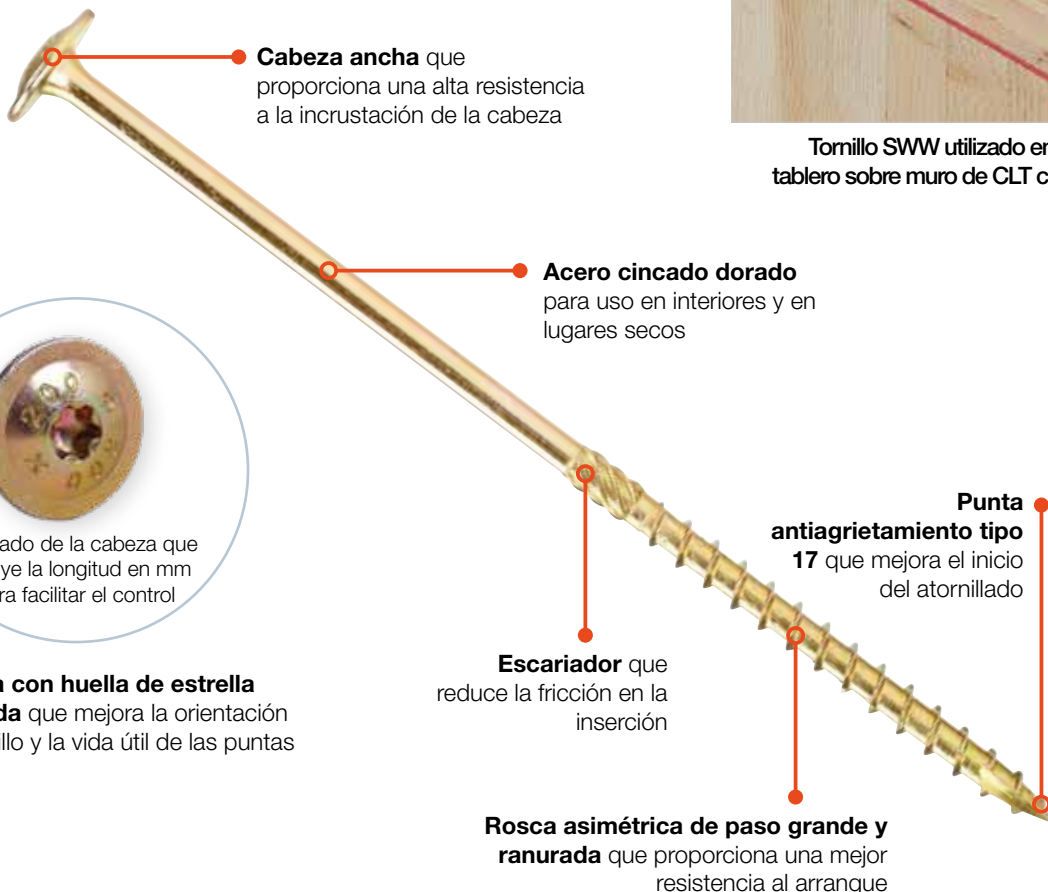 Cabeza ancha que
proporciona una alta resistencia
a la incrustación de la cabeza
Tornillo SWW utilizado en
tablero sobre muro de CLT c
Acero cincado dorado
para uso en interiores y en
lugares secos
200
ado de la cabeza que
ye la longitud en mm
ra facilitar el control
Punta
antiagrietamiento tipo
17 que mejora el inicio
del atornillado
Escariador que
reduce la fricción en la
inserción
a con huella de estrella
da que mejora la orientación
illo y la vida útil de las puntas
Rosca asimétrica de paso grande y
ranurada que proporciona una mejor
resistencia al arranque